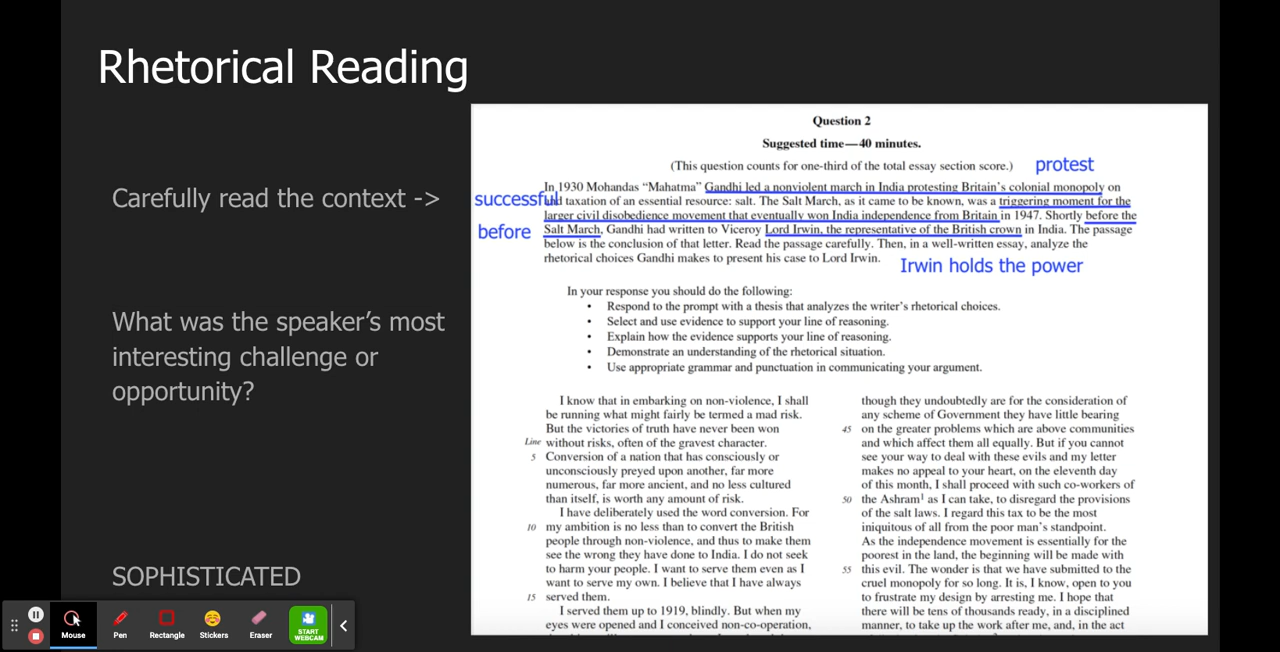 Rhetorical Reading
Carefully read the context ->
What was the speaker's most
interesting challenge or
opportunity?
SOPHISTICATED
Question 2
Suggested time—40 minutes.
(This question counts for one-third of the total essay section score.)
protest
In 1930 Mohandas “Mahatma” Gandhi led a nonviolent march in India protesting Britain’s colonial monopoly on
successful
and taxation of an essential resource: salt. The Salt March, as it came to be known, was a triggering moment for the
larger civil disobedience movement that eventually won India independence from Britain in 1947. Shortly before the
before
Salt March, Gandhi had written to Viceroy Lord Irwin, the representative of the British crown in India. The passage
below is the conclusion of that letter. Read the passage carefully. Then, in a well-written essay, analyze the
rhetorical choices Gandhi makes to present his case to Lord Irwin.
Irwin holds the power
In your response you should do the following:
• Respond to the prompt with a thesis that analyzes the writer’s rhetorical choices.
• Select and use evidence to support your line of reasoning.
• Explain how the evidence supports your line of reasoning.
• Demonstrate an understanding of the rhetorical situation.
• Use appropriate grammar and punctuation in communicating your argument.
I know that in embarking on non-violence, I shall
be running what might fairly be termed a mad risk.
But the victories of truth have never been won
Line without risks, often of the gravest character.
5 Conversion of a nation that has consciously or
unconsciously preyed upon another, far more
numerous, far more ancient, and no less cultured
than itself, is worth any amount of risk.
I have deliberately used the word conversion. For
10 my ambition is no less than to convert the British
people through non-violence, and thus to make them
see the wrong they have done to India. I do not seek
to harm your people. I want to serve them even as I
want to serve my own. I believe that I have always
15 served them.
I served them up to 1919, blindly. But when my
eyes were opened and I conceived non-co-operation,
though they undoubtedly are for the consideration of
any scheme of Government they have little bearing
45 on the greater problems which are above communities
and which affect them all equally. But if you cannot
see your way to deal with these evils and my letter
makes no appeal to your heart, on the eleventh day
of this month, I shall proceed with such co-workers of
50 the Ashram¹ as I can take, to disregard the provisions
of the salt laws. I regard this tax to be the most
iniquitous of all from the poor man’s standpoint.
As the independence movement is essentially for the
poorest in the land, the beginning will be made with
55 this evil. The wonder is that we have submitted to the
cruel monopoly for so long. It is, I know, open to you
to frustrate my design by arresting me. I hope that
there will be tens of thousands ready, in a disciplined
manner, to take up the work after me, and, in the act
Mouse
Pen
Rectangle
Stickers
Eraser
START
WEBCAM